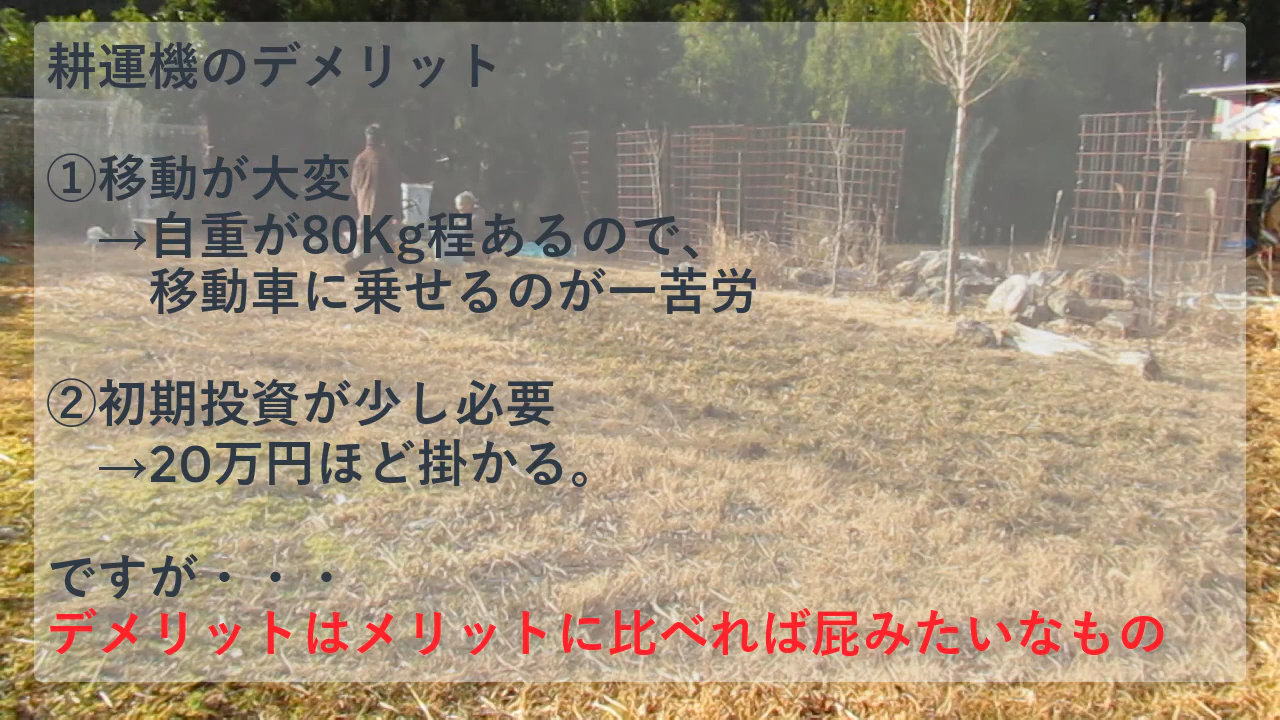 耕運機のデメリット
①移動が大変
→自重が80Kg程あるので、
移動車に乗せるのが一苦労
②初期投資が少し必要
→20万円ほど掛かる。
ですが・・・
デメリットはメリットに比べれば屁みたいなもの